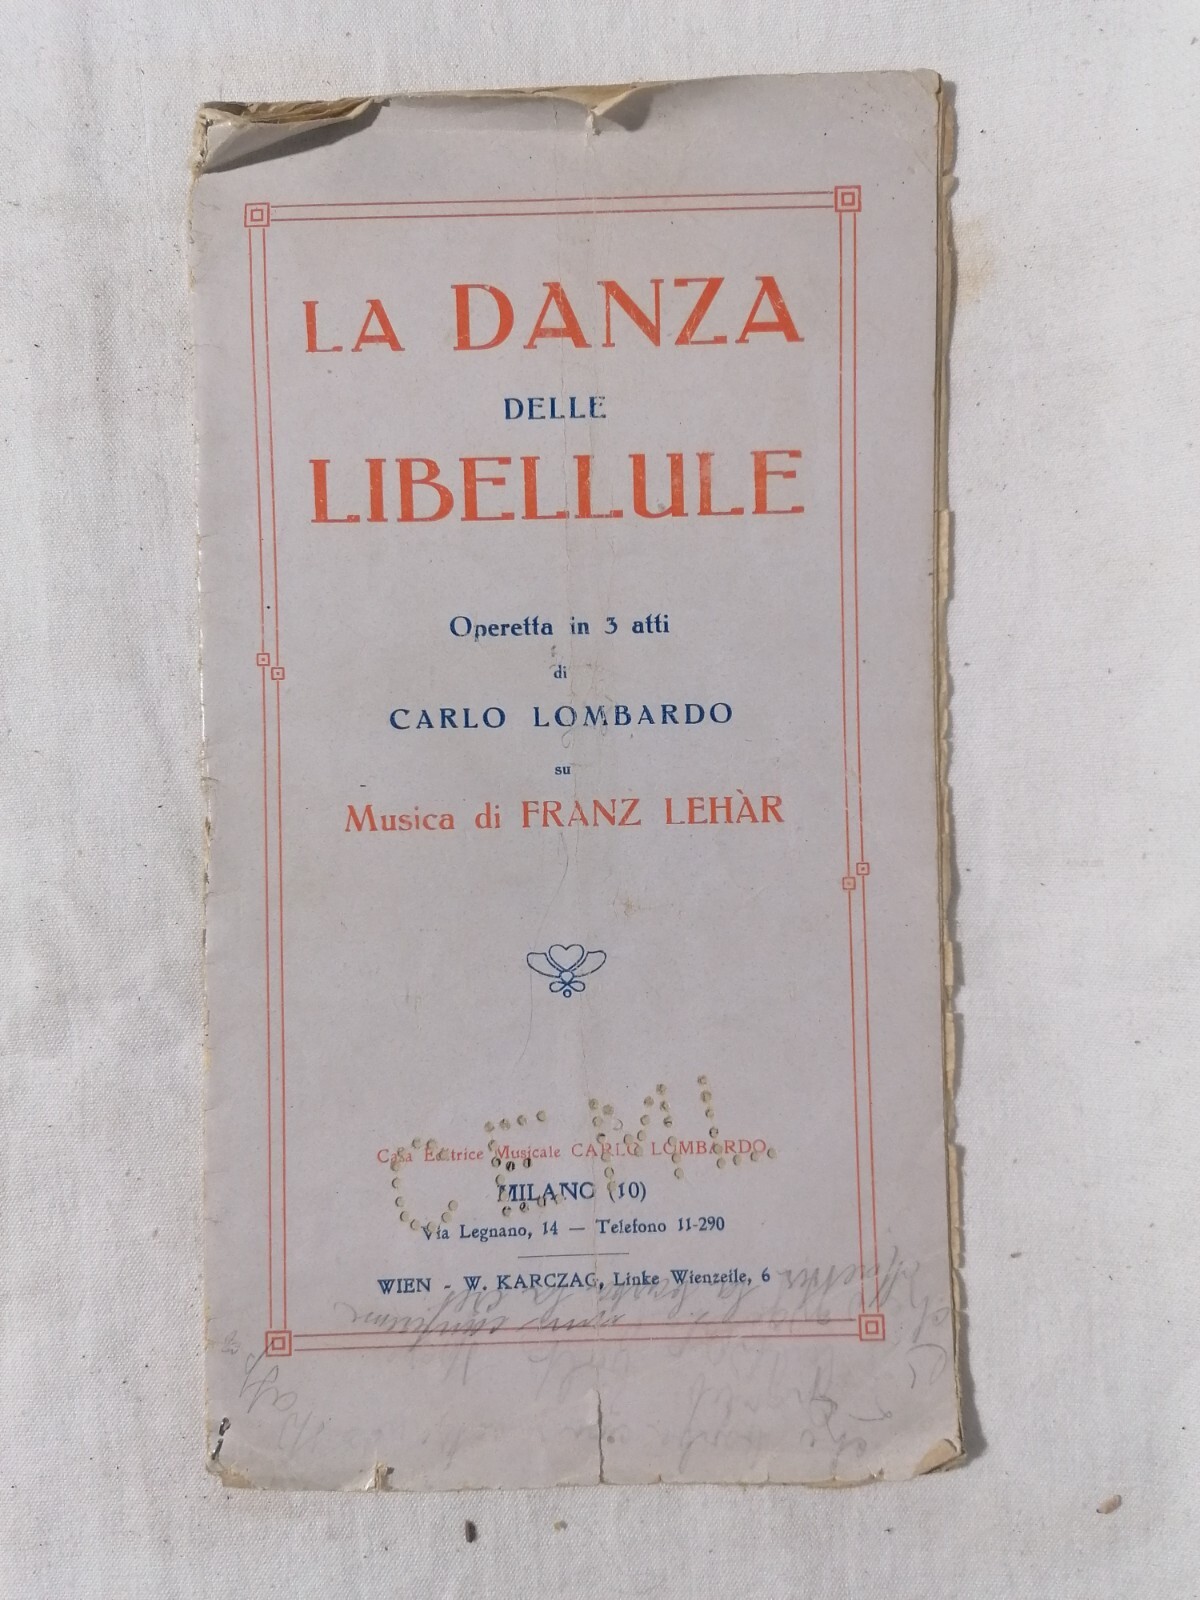 LA DANZA
DELLE
LIBELLULE
Operetta in 3 atti
di
CARLO LOMBARDO
su
Musica di FRANZ LEHÀR
C.E.M.L.
Casa Editrice Musicale CARLO LOMBARDO
MILANO (10)
Via Legnano, 14 — Telefono 11-290
WIEN - W. KARCZAG, Linke Wienzeile, 6